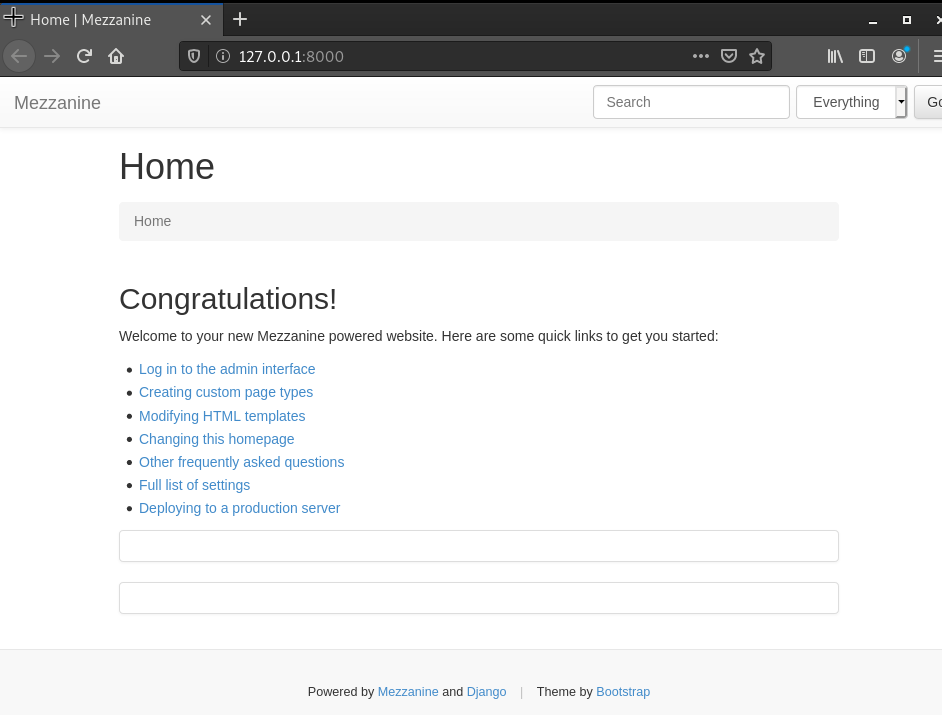 Home | Mezzanine
127.0.0.1:8000
Mezzanine
Search
Everything
Go
Home
Home
Congratulations!
Welcome to your new Mezzanine powered website. Here are some quick links to get you started:
Log in to the admin interface
Creating custom page types
Modifying HTML templates
Changing this homepage
Other frequently asked questions
Full list of settings
Deploying to a production server
Powered by Mezzanine and Django | Theme by Bootstrap